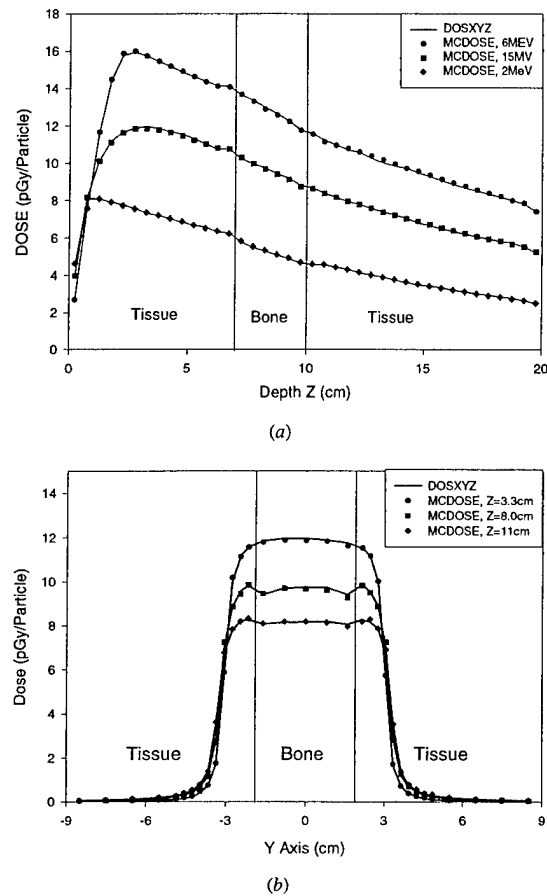 DOSXYZ
MCDOSE, 6MEV
MCDOSE, 15MV
MCDOSE, 2MeV
18
16
14
12
10
8
6
4
2
0
DOSE (pGy/Particle)
Tissue Bone Tissue
0 5 10 15 20
Depth Z (cm)
(a)
DOSXYZ
MCDOSE, Z=3.3cm
MCDOSE, Z=8.0cm
MCDOSE, Z=11cm
14
12
10
8
6
4
2
0
Dose (pGy/Particle)
Tissue Bone Tissue
-9 -6 -3 0 3 6 9
Y Axis (cm)
(b)